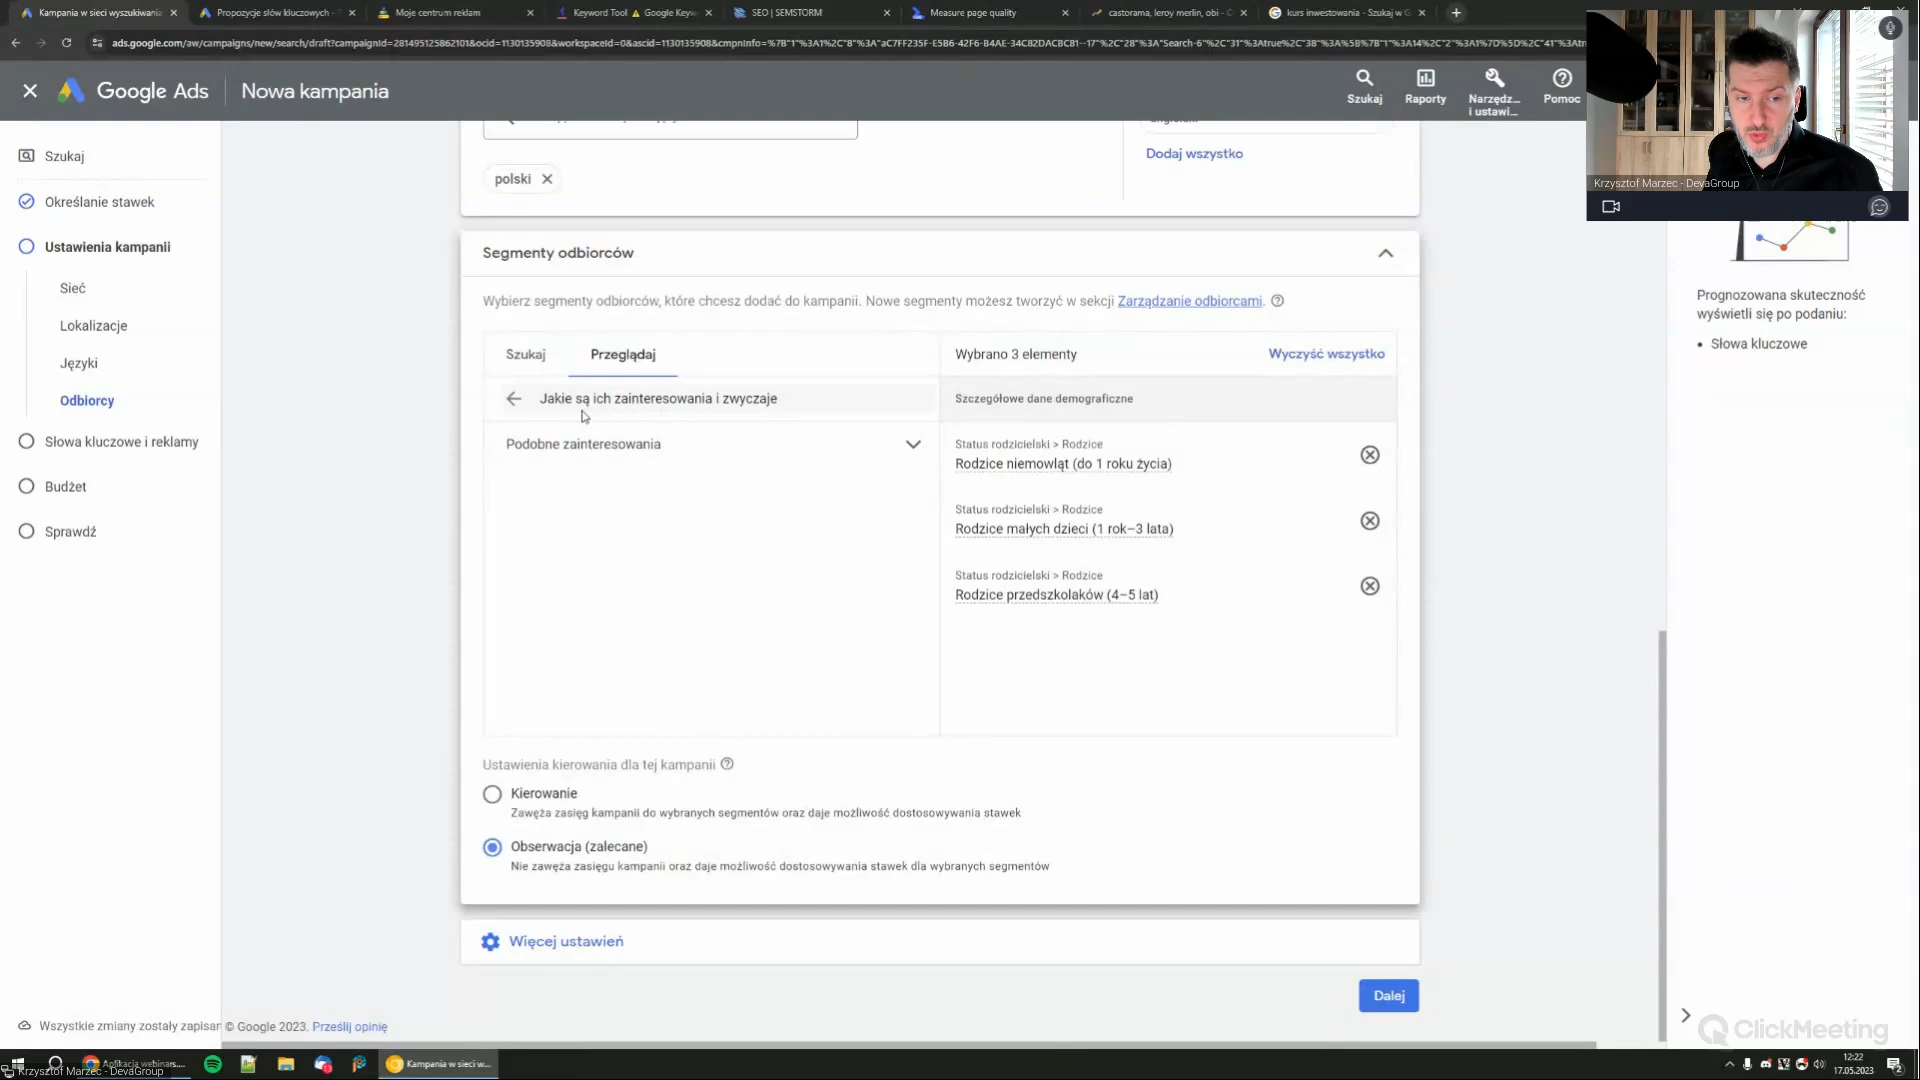 Kampania w sieci wyszukiwania
Propozycje słów kluczowych - T
Moje centrum reklam
Keyword Tool ⚠ Google Keyw
SEO | SEMSTORM
Measure page quality
castorama, leroy merlin, obi - O
kurs inwestowania - Szukaj w G
Google Ads
Nowa kampania
Szukaj
Raporty
Narzędz...
i ustawi...
Pomoc
Krzysztof Marzec - DevaGroup
Szukaj
Określanie stawek
Ustawienia kampanii
Sieć
Lokalizacje
Języki
Odbiorcy
Słowa kluczowe i reklamy
Budżet
Sprawdź
Dodaj wszystko
polski
Segmenty odbiorców
Wybierz segmenty odbiorców, które chcesz dodać do kampanii. Nowe segmenty możesz tworzyć w sekcji Zarządzanie odbiorcami.
Szukaj
Przeglądaj
Wybrano 3 elementy
Wyczyść wszystko
Jakie są ich zainteresowania i zwyczaje
Podobne zainteresowania
Szczegółowe dane demograficzne
Status rodzicielski > Rodzice
Rodzice niemowląt (do 1 roku życia)
Status rodzicielski > Rodzice
Rodzice małych dzieci (1 rok–3 lata)
Status rodzicielski > Rodzice
Rodzice przedszkolaków (4–5 lat)
Ustawienia kierowania dla tej kampanii
Kierowanie
Zawęża zasięg kampanii do wybranych segmentów oraz daje możliwość dostosowywania stawek
Obserwacja (zalecane)
Nie zawęża zasięgu kampanii oraz daje możliwość dostosowywania stawek dla wybranych segmentów
Więcej ustawień
Dalej
Prognozowana skuteczność
wyświetli się po podaniu:
• Słowa kluczowe
Wszystkie zmiany zostały zapisar
© Google 2023. Prześlij opinię
ClickMeeting
Aplikacja webinars...
Kampania w sieci w...
Krzysztof Marzec - DevaGroup
12:22
17.05.2023